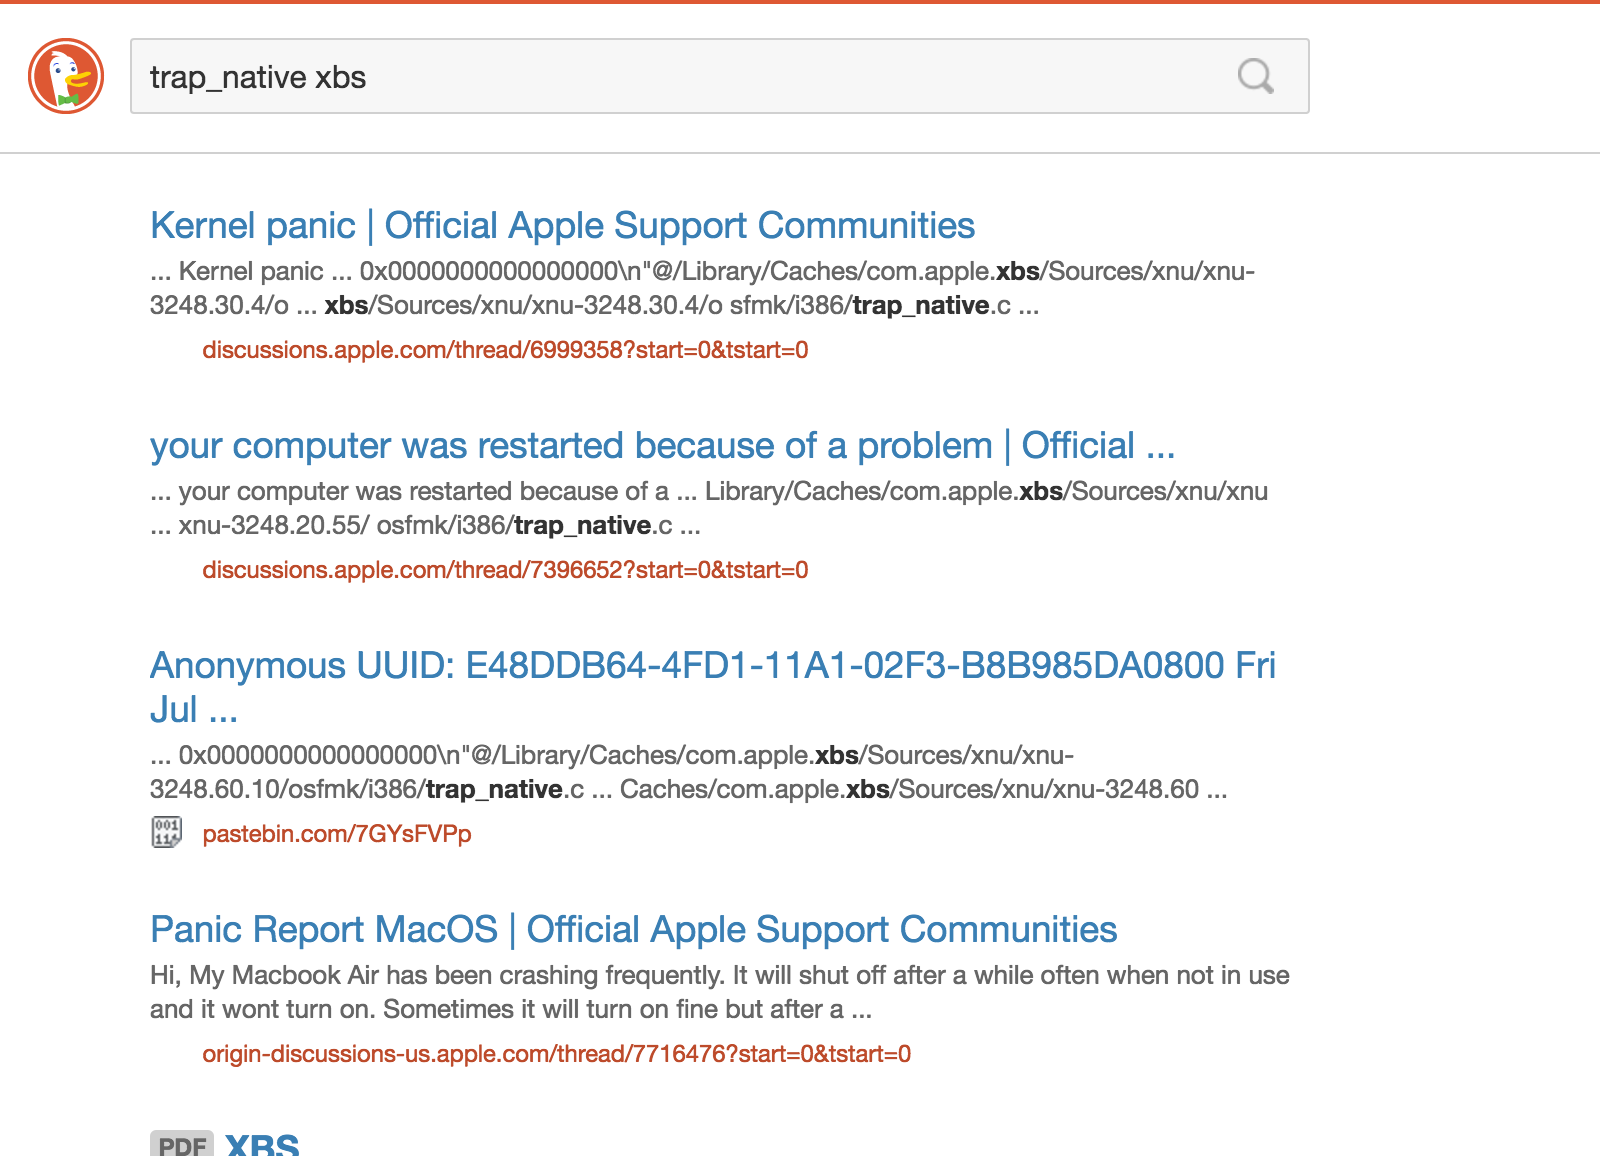 trap_native xbs
Kernel panic | Official Apple Support Communities
... Kernel panic ... 0x0000000000000000\n"@/Library/Caches/com.apple.xbs/Sources/xnu/xnu-
3248.30.4/o ... xbs/Sources/xnu/xnu-3248.30.4/o sfmk/i386/trap_native.c ...
discussions.apple.com/thread/6999358?start=0&tstart=0
your computer was restarted because of a problem | Official ...
... your computer was restarted because of a ... Library/Caches/com.apple.xbs/Sources/xnu/xnu
... xnu-3248.20.55/ osfmk/i386/trap_native.c ...
discussions.apple.com/thread/7396652?start=0&tstart=0
Anonymous UUID: E48DDB64-4FD1-11A1-02F3-B8B985DA0800 Fri
Jul ...
... 0x0000000000000000\n"@/Library/Caches/com.apple.xbs/Sources/xnu/xnu-
3248.60.10/osfmk/i386/trap_native.c ... Caches/com.apple.xbs/Sources/xnu/xnu-3248.60 ...
pastebin.com/7GYsFVPp
Panic Report MacOS | Official Apple Support Communities
Hi, My Macbook Air has been crashing frequently. It will shut off after a while often when not in use
and it wont turn on. Sometimes it will turn on fine but after a ...
origin-discussions-us.apple.com/thread/7716476?start=0&tstart=0
PDF XBS